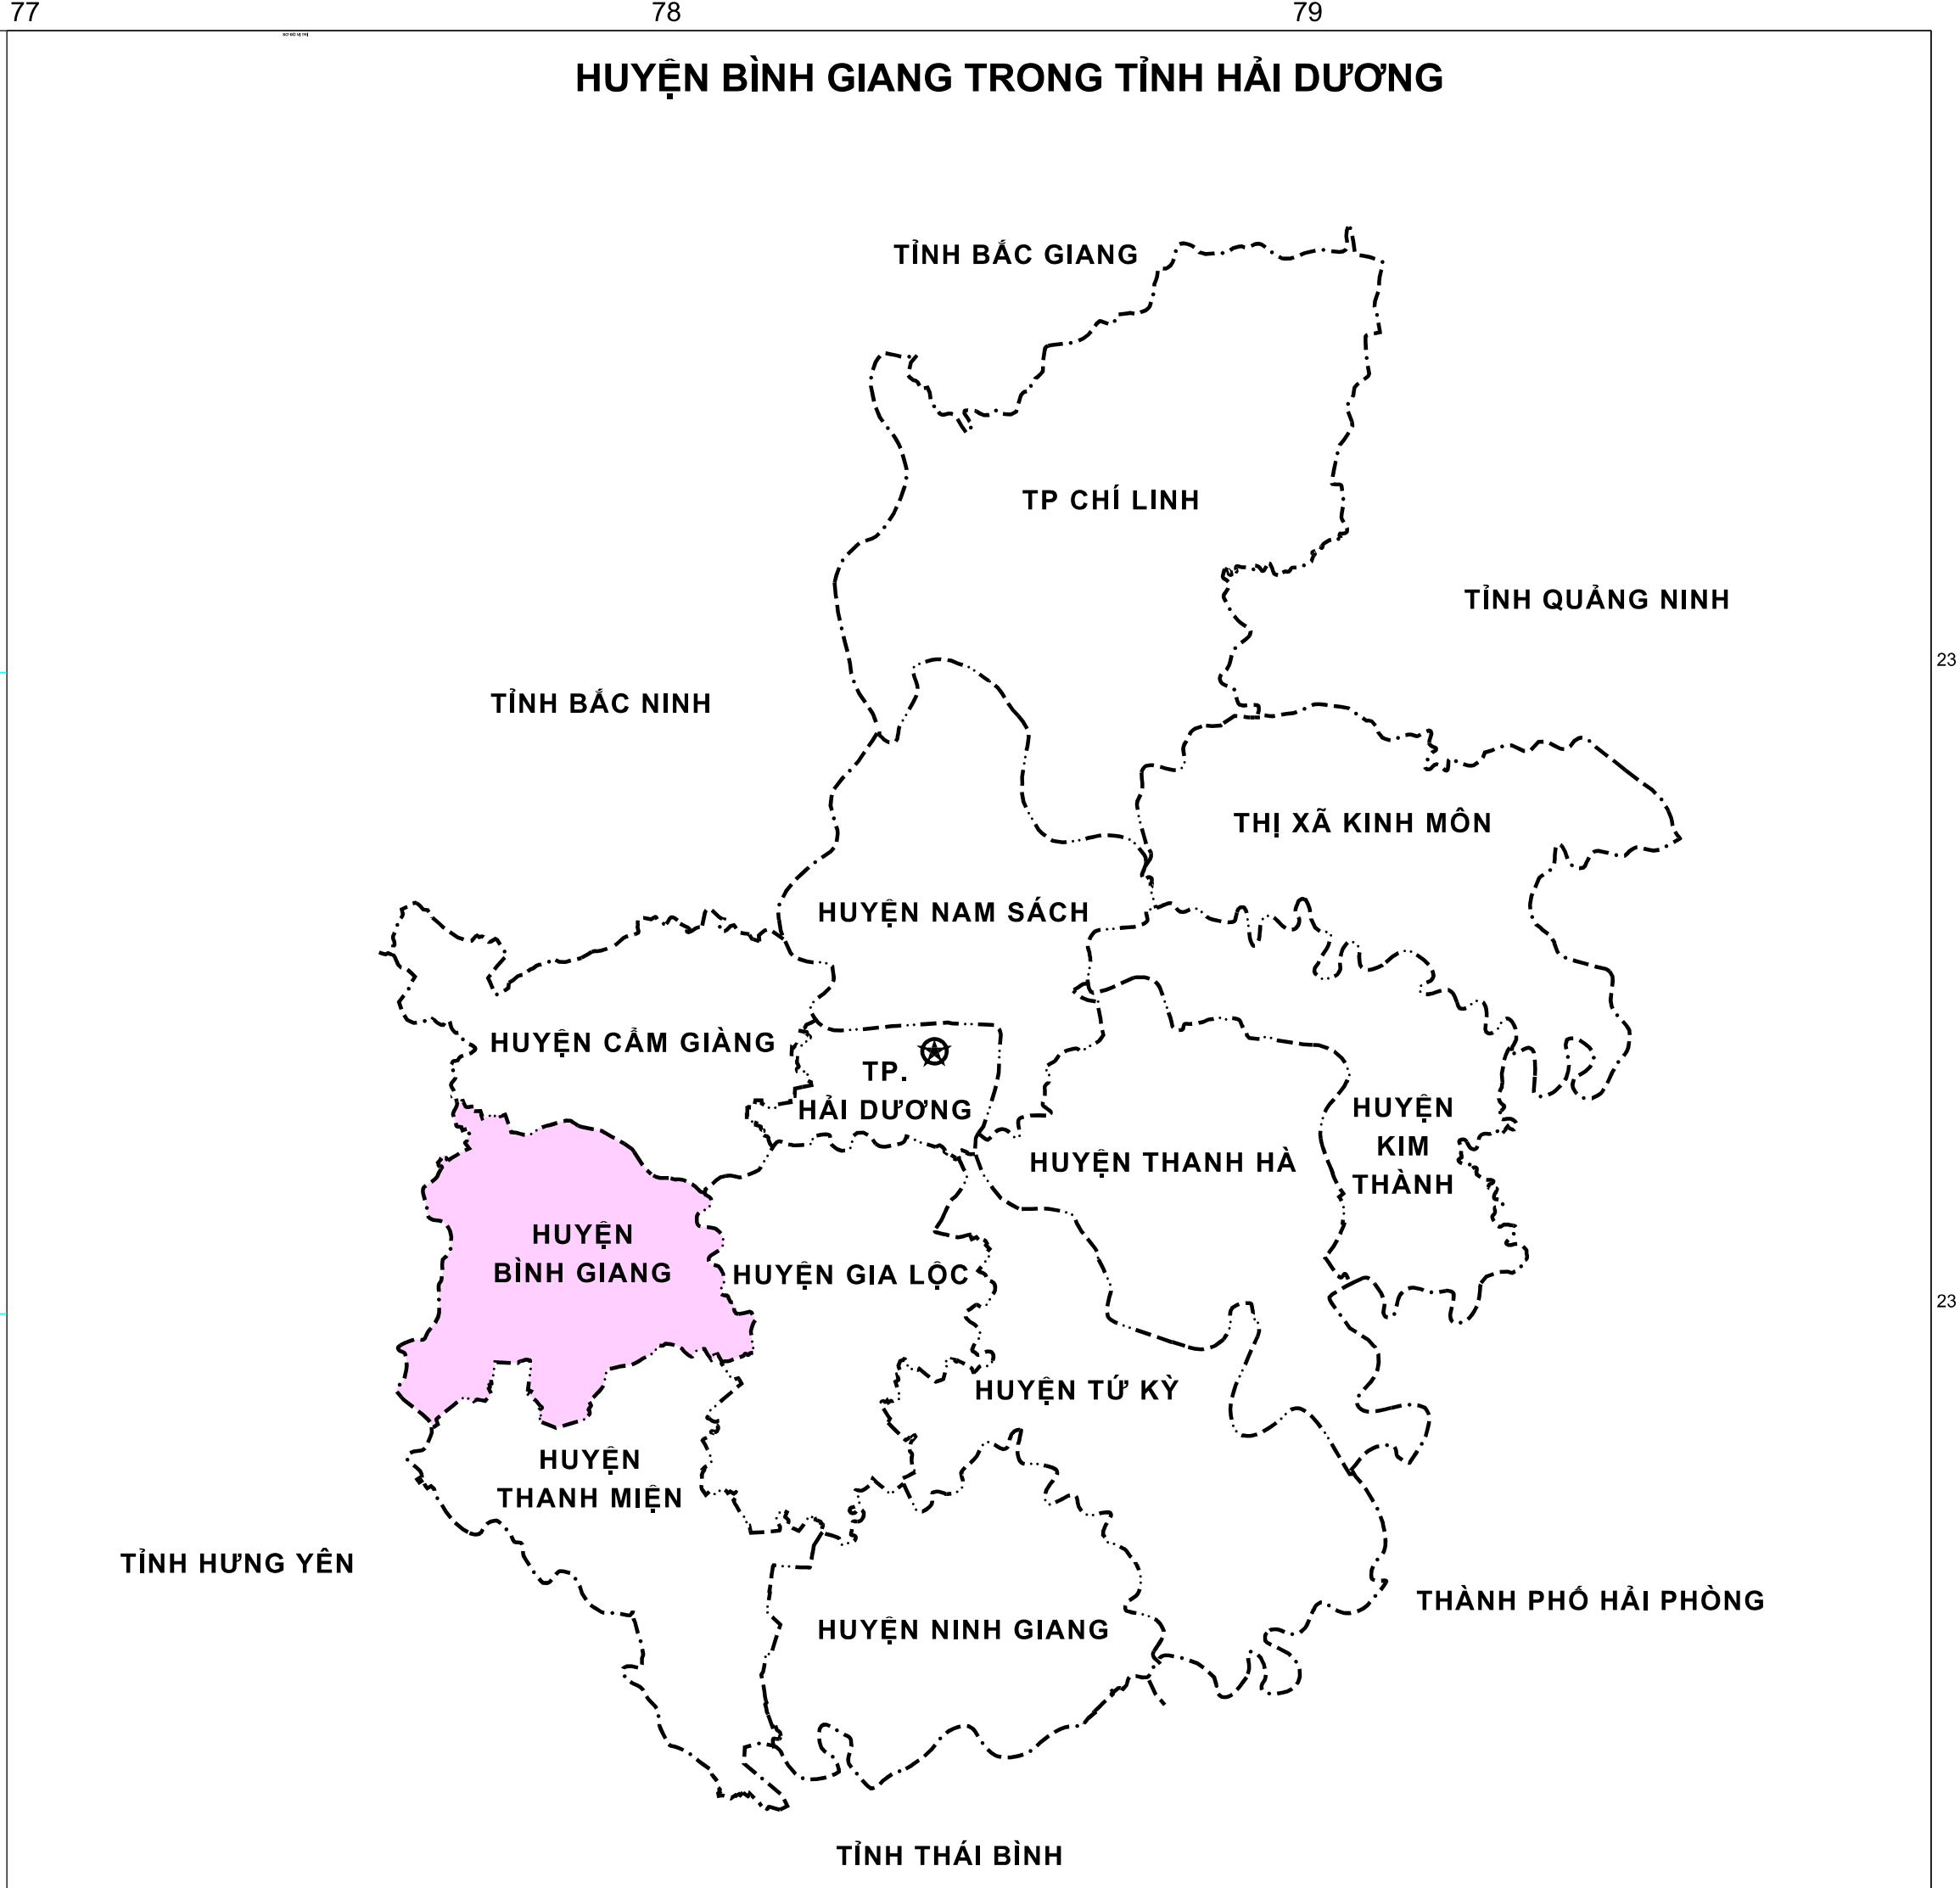 77 78 79
HUYỆN BÌNH GIANG TRONG TỈNH HẢI DƯƠNG
TỈNH BẮC GIANG
TP CHÍ LINH
TỈNH QUẢNG NINH
23
TỈNH BẮC NINH
THỊ XÃ KINH MÔN
HUYỆN NAM SÁCH
HUYỆN CẨM GIÀNG
TP.
HẢI DƯƠNG
HUYỆN
KIM
THÀNH
HUYỆN THANH HÀ
HUYỆN
BÌNH GIANG
HUYỆN GIA LỘC
23
HUYỆN TỨ KỲ
HUYỆN
THANH MIỆN
TỈNH HƯNG YÊN
THÀNH PHỐ HẢI PHÒNG
HUYỆN NINH GIANG
TỈNH THÁI BÌNH